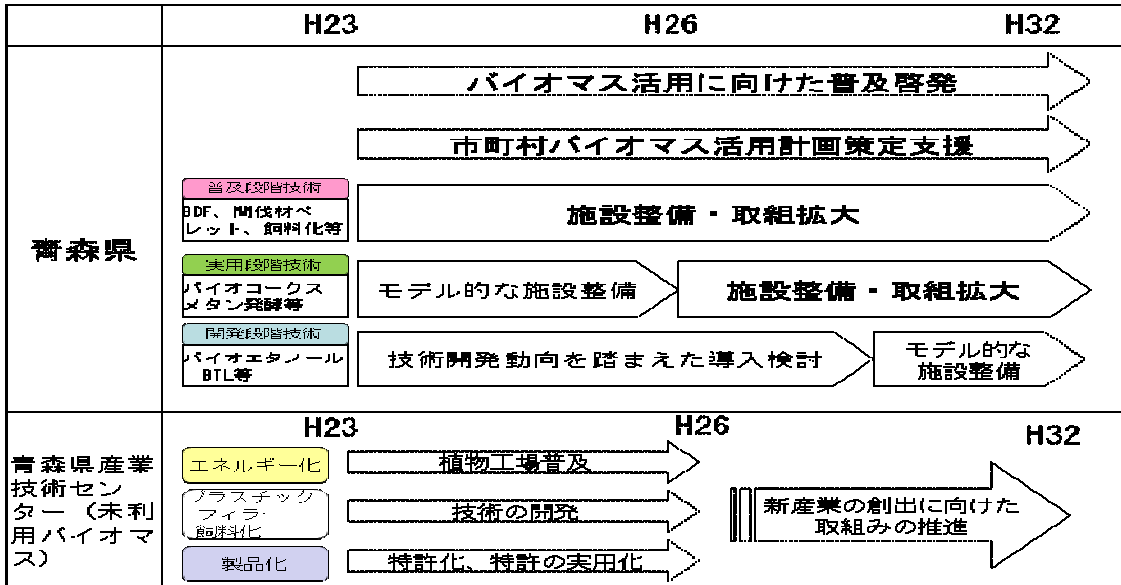 H23 H26 H32
バイオマス活用に向けた普及啓発
市町村バイオマス活用計画策定支援
青森県
普及段階技術
BDF、間伐材ペ
レット、飼料化等
施設整備・取組拡大
実用段階技術
バイオコークス
メタン発酵等
モデル的な施設整備
施設整備・取組拡大
開発段階技術
バイオエタノール
BTL等
技術開発動向を踏まえた導入検討
モデル的な
施設整備
H23 H26 H32
青森県産業
技術セン
ター（未利
用バイオマ
ス）
エネルギー化
植物工場普及
プラスチック
フィラー
飼料化
技術の開発
製品化
特許化、特許の実用化
新産業の創出に向けた
取組みの推進